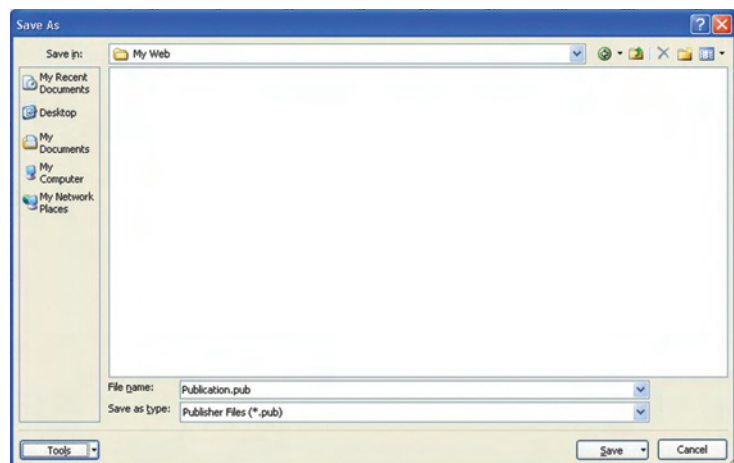 Save As
Save in:
My Web
My Recent
Documents
Desktop
My
Documents
My
Computer
My Network
Places
File name:
Publication.pub
Save as type:
Publisher Files (*.pub)
Tools
Save
Cancel